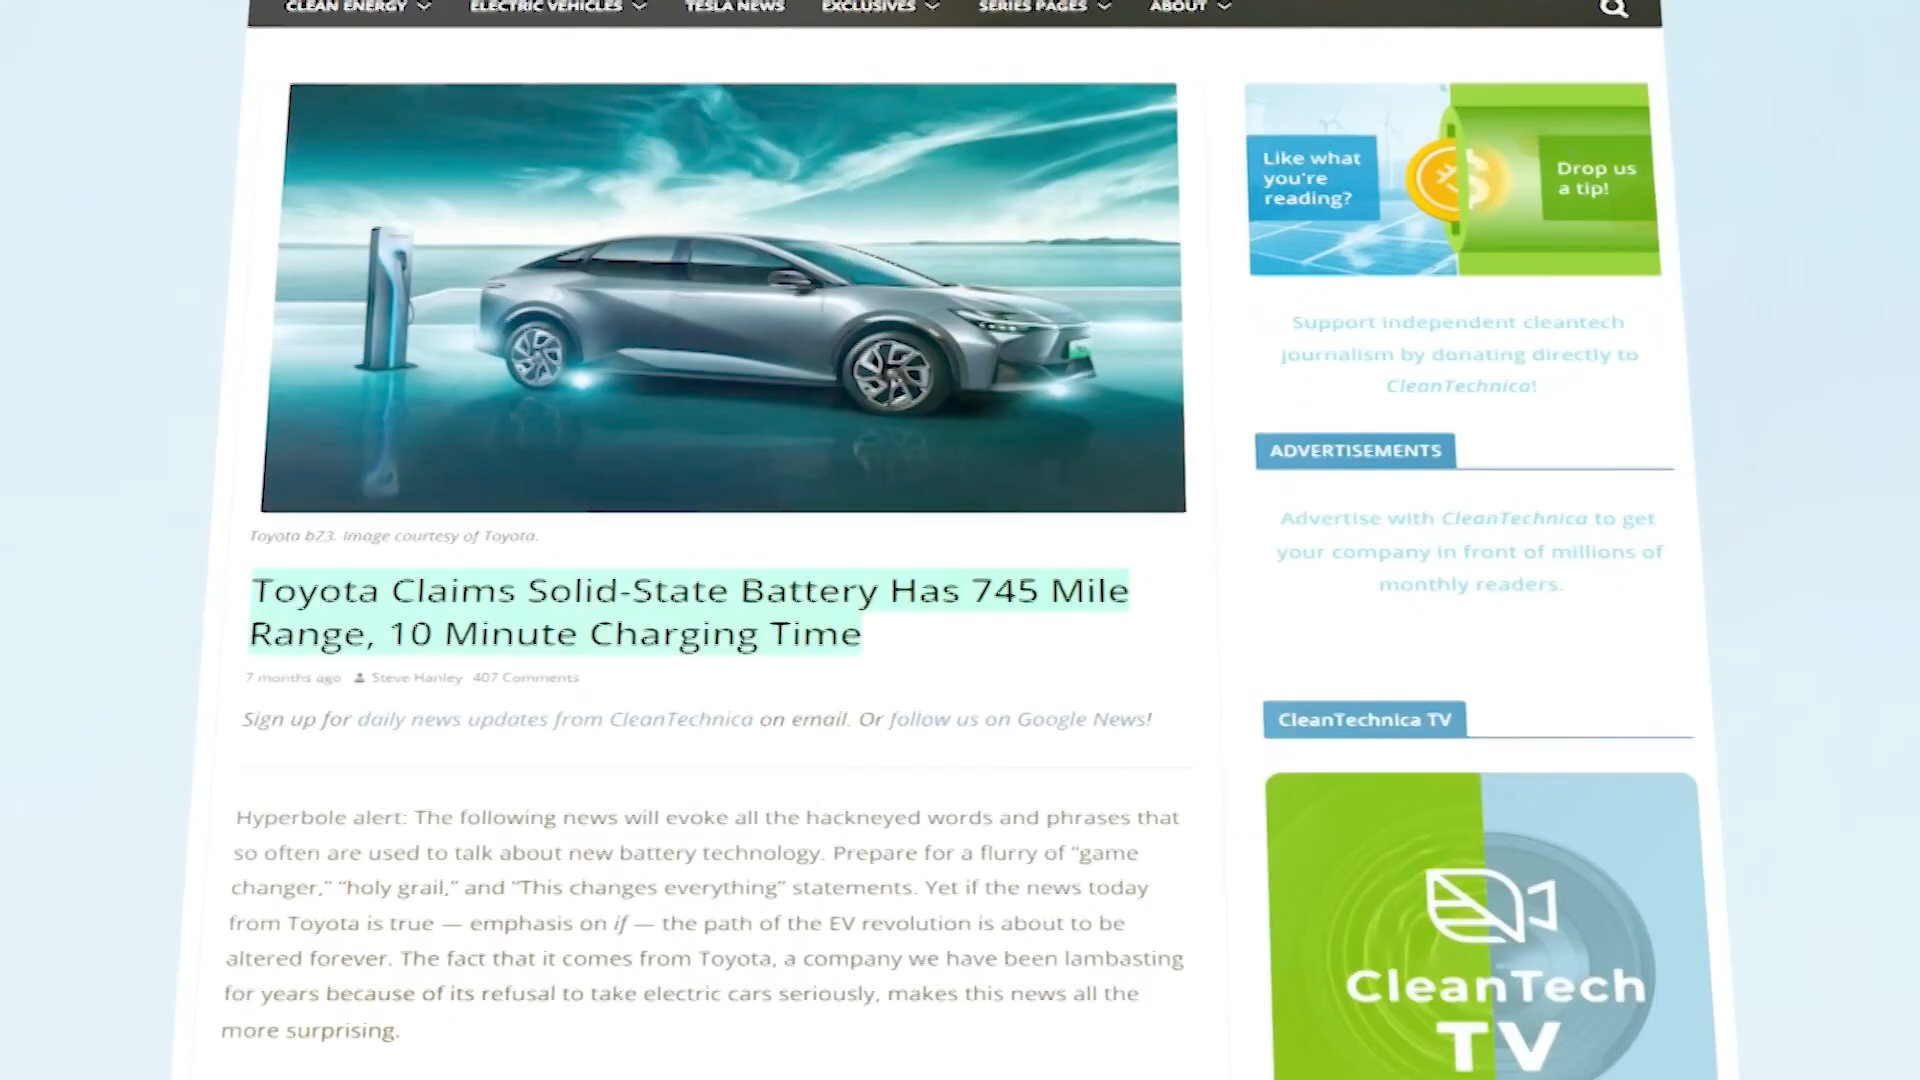 CLEAN ENERGY
ELECTRIC VEHICLES
TESLA NEWS
EXCLUSIVES
SERIES PAGES
ABOUT
Like what
you're
reading?
Drop us
a tip!
Support independent cleantech
journalism by donating directly to
CleanTechnica!
ADVERTISEMENTS
Advertise with CleanTechnica to get
your company in front of millions of
monthly readers.
Toyota bZ3. Image courtesy of Toyota.
Toyota Claims Solid-State Battery Has 745 Mile
Range, 10 Minute Charging Time
7 months ago Steve Hanley 407 Comments
Sign up for daily news updates from CleanTechnica on email. Or follow us on Google News!
CleanTechnica TV
Hyperbole alert: The following news will evoke all the hackneyed words and phrases that
so often are used to talk about new battery technology. Prepare for a flurry of “game
changer,” “holy grail,” and “This changes everything” statements. Yet if the news today
from Toyota is true — emphasis on if — the path of the EV revolution is about to be
altered forever. The fact that it comes from Toyota, a company we have been lambasting
for years because of its refusal to take electric cars seriously, makes this news all the
more surprising.
CleanTech
TV